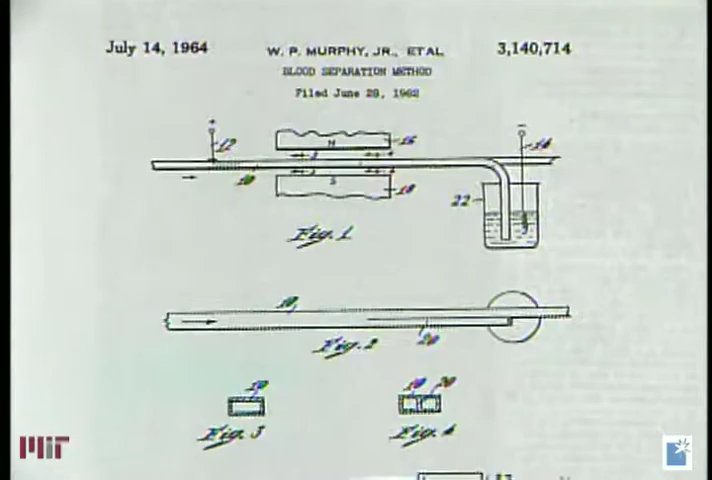 July 14, 1964 W. P. MURPHY, JR., ETAL 3,140,714
BLOOD SEPARATION METHOD
Filed June 28, 1962
+ −
12 N 16 14
10 S 18 22
Fig. 1
10
20
Fig. 2
10 10 20
Fig. 3 Fig. 4
MIT